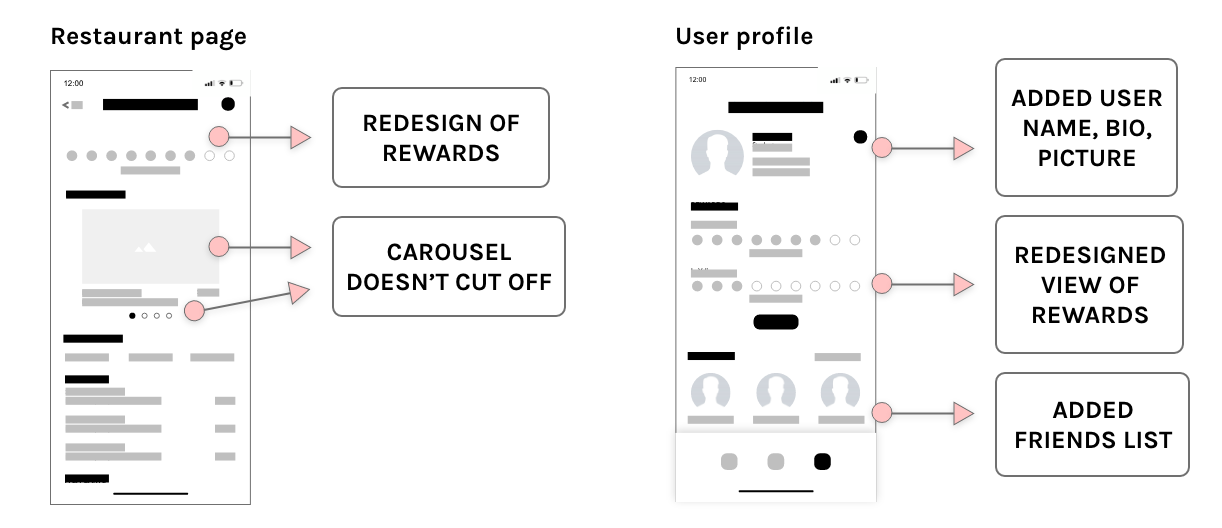 Restaurant page
12:00
REDESIGN OF
REWARDS
CAROUSEL
DOESN’T CUT OFF
User profile
12:00
ADDED USER
NAME, BIO,
PICTURE
REDESIGNED
VIEW OF
REWARDS
ADDED
FRIENDS LIST